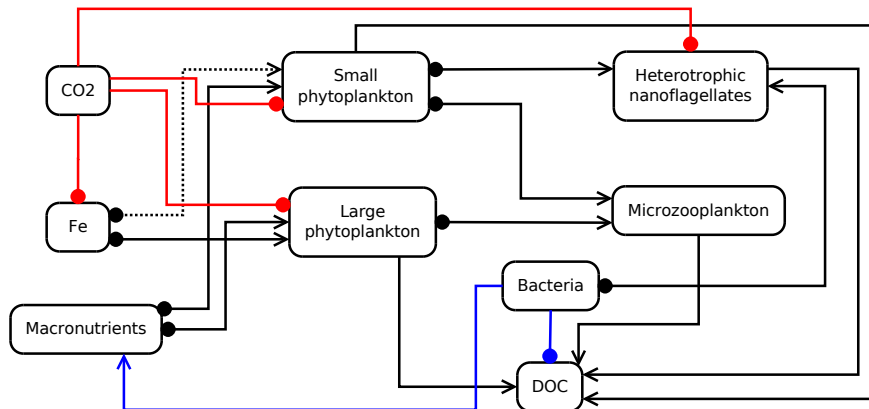 Small
phytoplankton
Heterotrophic
nanoflagellates
CO2
Large
phytoplankton
Microzooplankton
Fe
Bacteria
Macronutrients
DOC